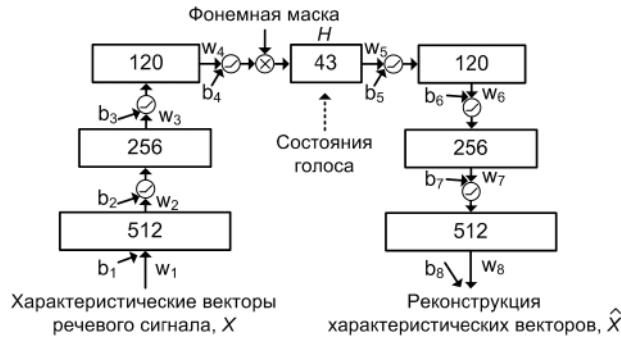 Фонемная маска
H
120
w₄
b₄
43
w₅
b₅
120
b₃
w₃
b₆
w₆
256
Состояния
голоса
256
b₂
w₂
b₇
w₇
512
512
b₁
w₁
b₈
w₈
Характеристические векторы
речевого сигнала, X
Реконструкция
характеристических векторов, X̂